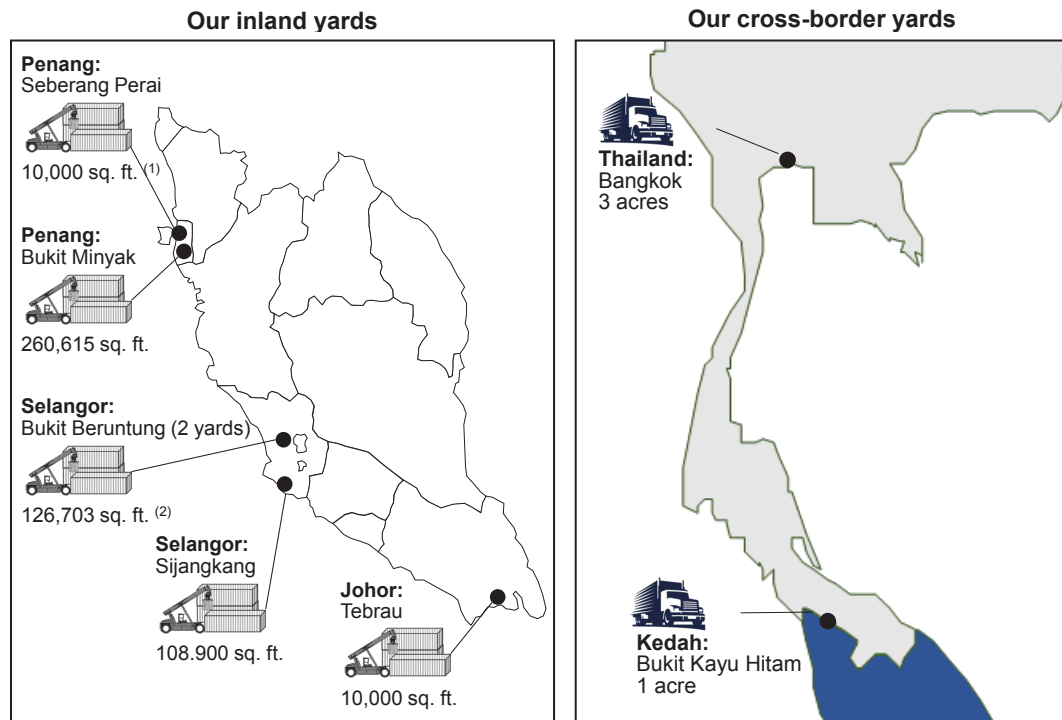 Our inland yards
Penang:
Seberang Perai
10,000 sq. ft. (1)
Penang:
Bukit Minyak
260,615 sq. ft.
Selangor:
Bukit Beruntung (2 yards)
126,703 sq. ft. (2)
Selangor:
Sijangkang
108.900 sq. ft.
Johor:
Tebrau
10,000 sq. ft.
Our cross-border yards
Thailand:
Bangkok
3 acres
Kedah:
Bukit Kayu Hitam
1 acre